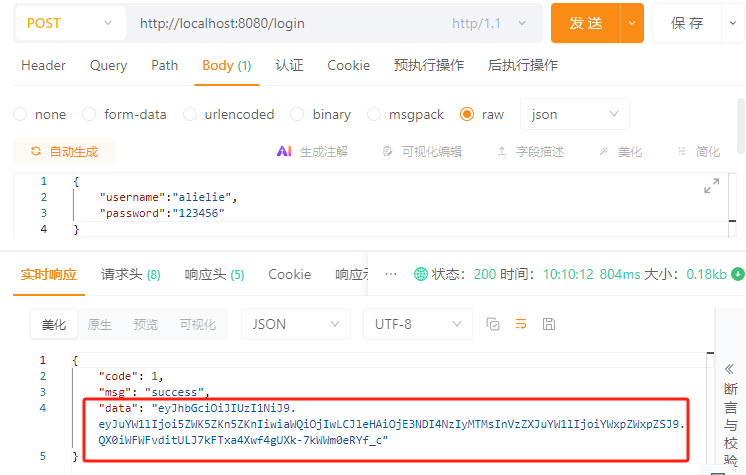 POST http://localhost:8080/login http/1.1 发 送 保 存
Header Query Path Body (1) 认证 Cookie 预执行操作 后执行操作
none form-data urlencoded binary msgpack raw json
自动生成 AI 生成注解 可视化编辑 字段描述 美化 简化
1 {
2 "username":"alielie",
3 "password":"123456"
4 }
实时响应 请求头 (8) 响应头 (5) Cookie 响应示 ··· 状态: 200 时间: 10:10:12 804ms 大小: 0.18kb
美化 原生 预览 可视化 JSON UTF-8
1 {
2 "code": 1,
3 "msg": "success",
4 "data": "eyJhbGciOiJIUzI1NiJ9.
eyJuYW1lIjoi5ZWK5ZKn5ZKnIiwiaWQiOjIwLCJleHAiOjE3NDI4NzIyMTMsInVzZXJuYW1lIjoiYWxpZWxpZSJ9.
QX0iWFWFvditULJ7kFTxa4Xwf4gUXk-7kWWm0eRYf_c"
5 }
断言与校验